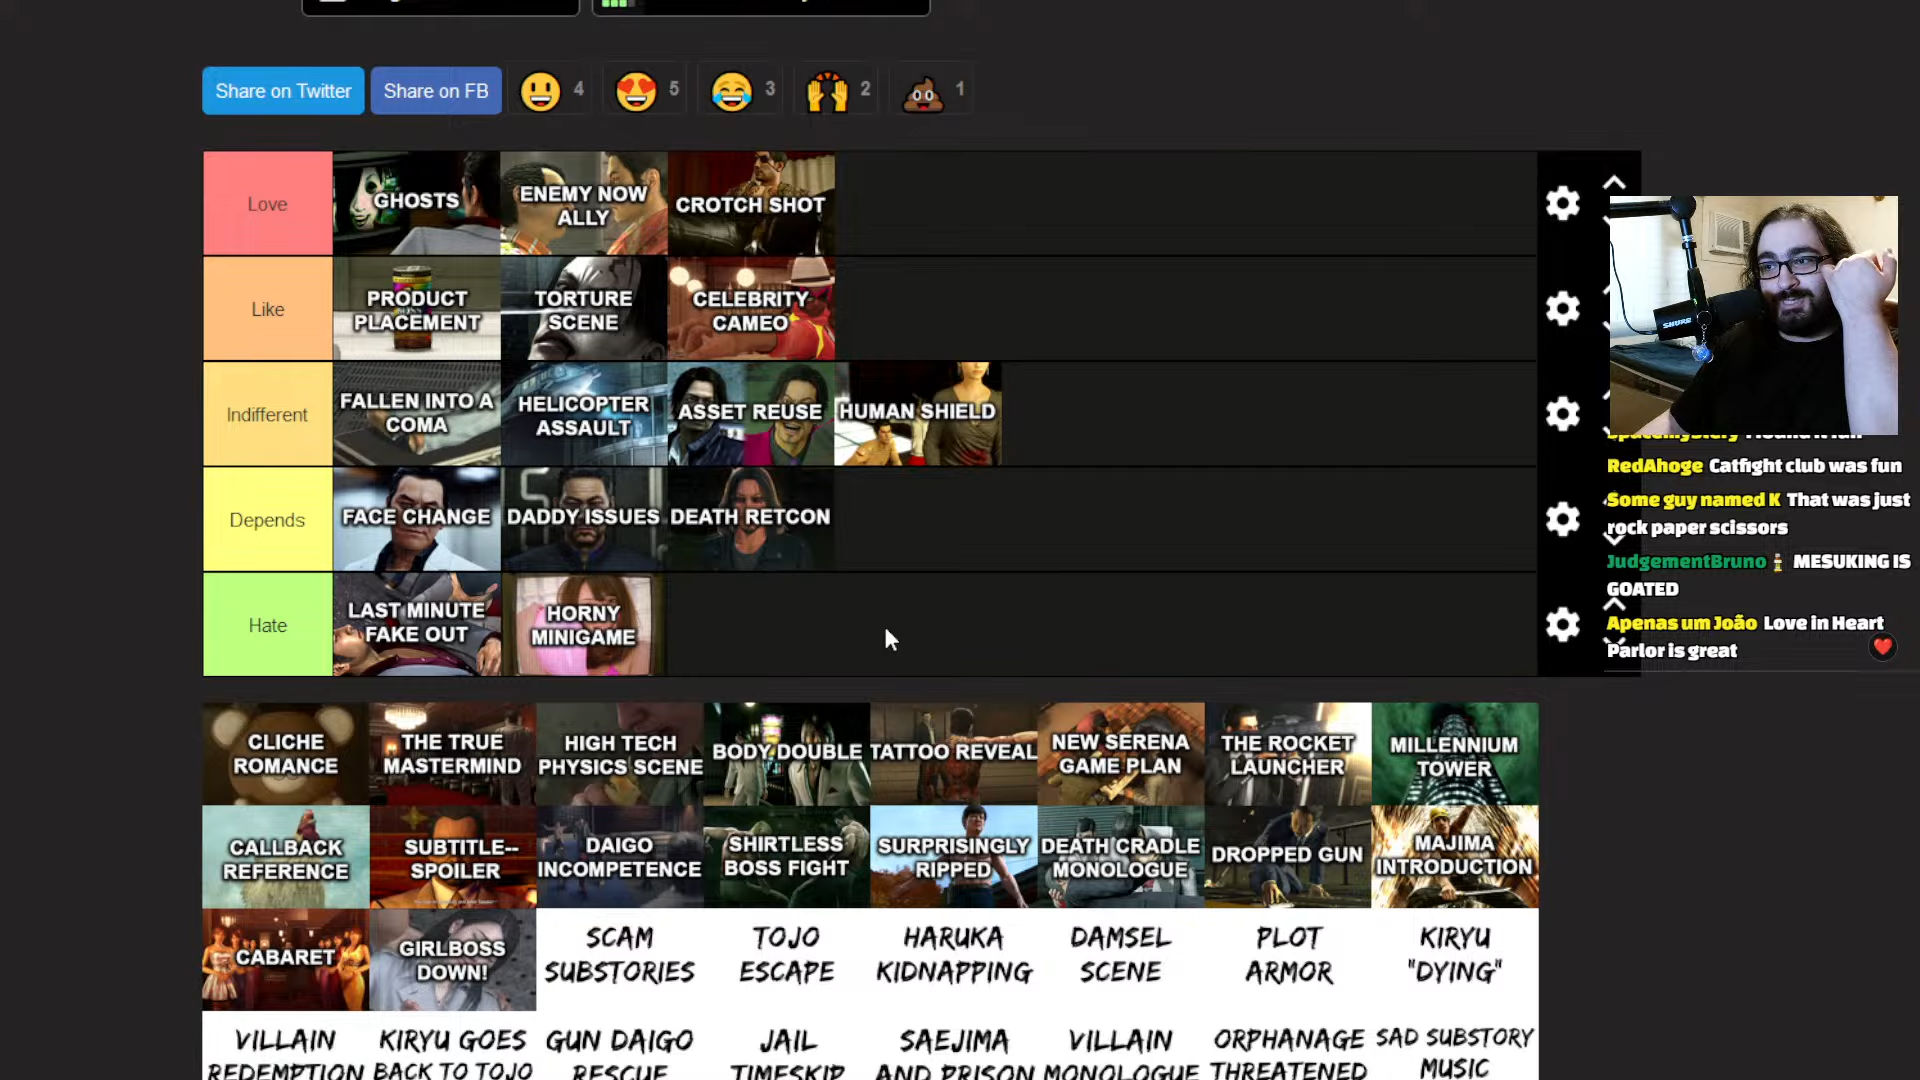 Share on Twitter
Share on FB
4
5
3
2
1
Love
GHOSTS
ENEMY NOW
ALLY
CROTCH SHOT
Like
PRODUCT
PLACEMENT
TORTURE
SCENE
CELEBRITY
CAMEO
Indifferent
FALLEN INTO A
COMA
HELICOPTER
ASSAULT
ASSET REUSE
HUMAN SHIELD
Depends
FACE CHANGE
DADDY ISSUES
DEATH RETCON
Hate
LAST MINUTE
FAKE OUT
HORNY
MINIGAME
SHURE
RedAhoge Catfight club was fun
Some guy named K That was just
rock paper scissors
JudgementBruno MESUKING IS
GOATED
Apenas um João Love in Heart
Parlor is great
CLICHE
ROMANCE
THE TRUE
MASTERMIND
HIGH TECH
PHYSICS SCENE
BODY DOUBLE
TATTOO REVEAL
NEW SERENA
GAME PLAN
THE ROCKET
LAUNCHER
MILLENNIUM
TOWER
CALLBACK
REFERENCE
SUBTITLE--
SPOILER
DAIGO
INCOMPETENCE
SHIRTLESS
BOSS FIGHT
SURPRISINGLY
RIPPED
DEATH CRADLE
MONOLOGUE
DROPPED GUN
MAJIMA
INTRODUCTION
CABARET
GIRLBOSS
DOWN!
SCAM
SUBSTORIES
TOJO
ESCAPE
HARUKA
KIDNAPPING
DAMSEL
SCENE
PLOT
ARMOR
KIRYU
"DYING"
VILLAIN
REDEMPTION
KIRYU GOES
BACK TO TOJO
GUN DAIGO
RESCUE
JAIL
TIMESKIP
SAEJIMA
AND PRISON
VILLAIN
MONOLOGUE
ORPHANAGE
THREATENED
SAD SUBSTORY
MUSIC